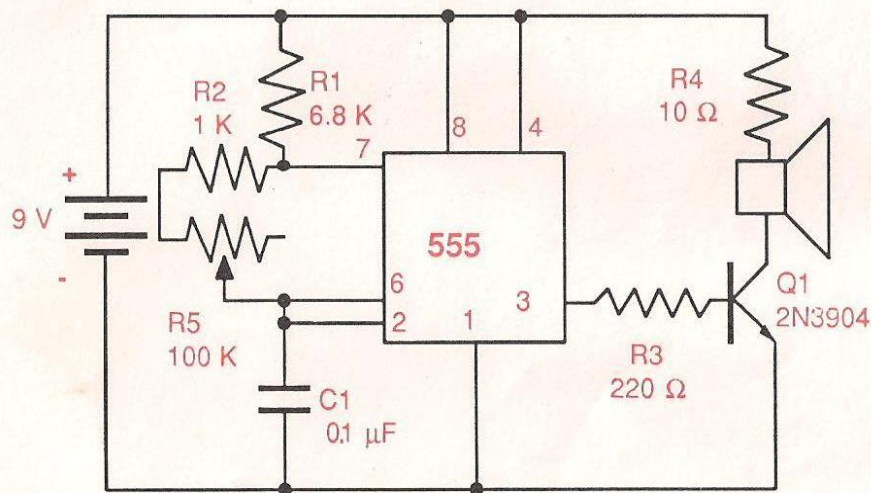 R1
6.8 K
R2
1 K
7
8
4
R4
10 Ω
+
9 V
-
555
6
2
1
3
R5
100 K
C1
0.1 µF
R3
220 Ω
Q1
2N3904